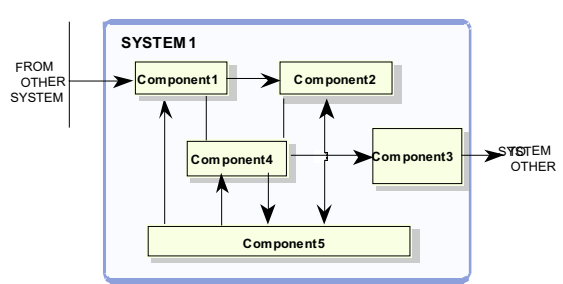 SYSTEM 1
FROM
OTHER
SYSTEM
Component1
Component2
Component4
Component3
OTHER
Component5